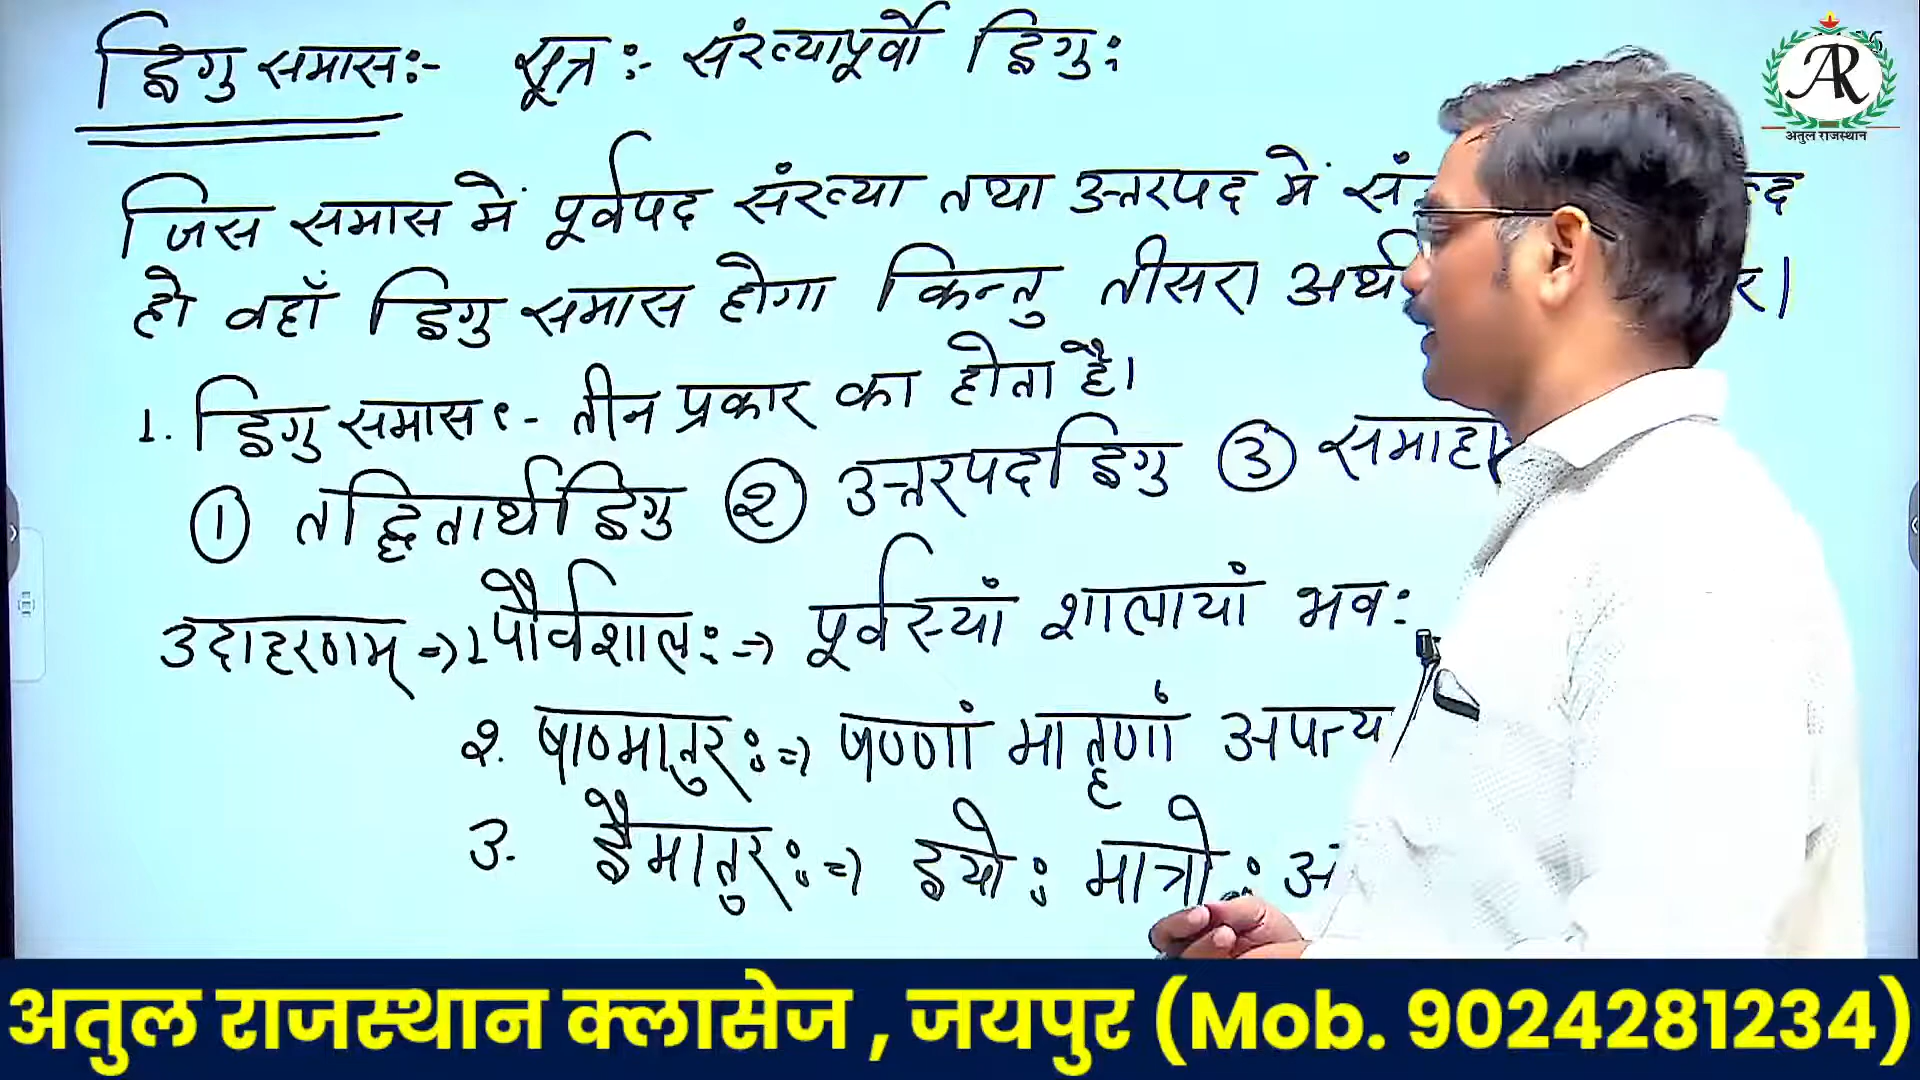 द्विगु समासः- सूत्र :- संख्यापूर्वो द्विगु:
जिस समास में पूर्वपद संख्या तथा उत्तरपद में सं
हो वहाँ द्विगु समास होगा किन्तु तीसरा अर्थ
1. द्विगु समास :- तीन प्रकार का होता है।
① तद्धितार्थद्विगु ② उत्तरपदद्विगु ③ समाहा
उदाहरणम् => 1 पौर्वशाल: => पूर्वस्यां शालायां भव:
२. षाण्मातुर: => षण्णां मातृणां अपत्य
3. द्वैमातुर: => द्वयो: मात्रो: अ
AR
अतुल राजस्थान
अतुल राजस्थान क्लासेज , जयपुर (Mob. 9024281234)